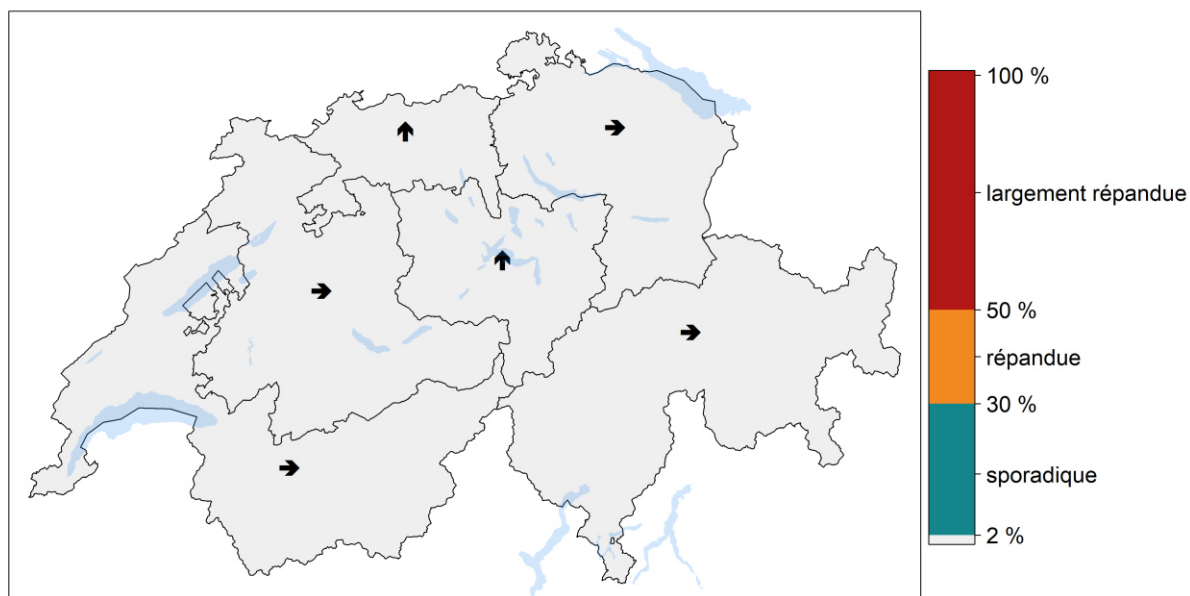 100 %
largement répandue
50 %
répandue
30 %
sporadique
2 %